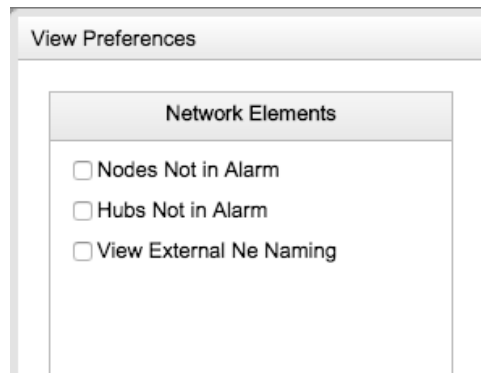 View Preferences
Network Elements
Nodes Not in Alarm
Hubs Not in Alarm
View External Ne Naming